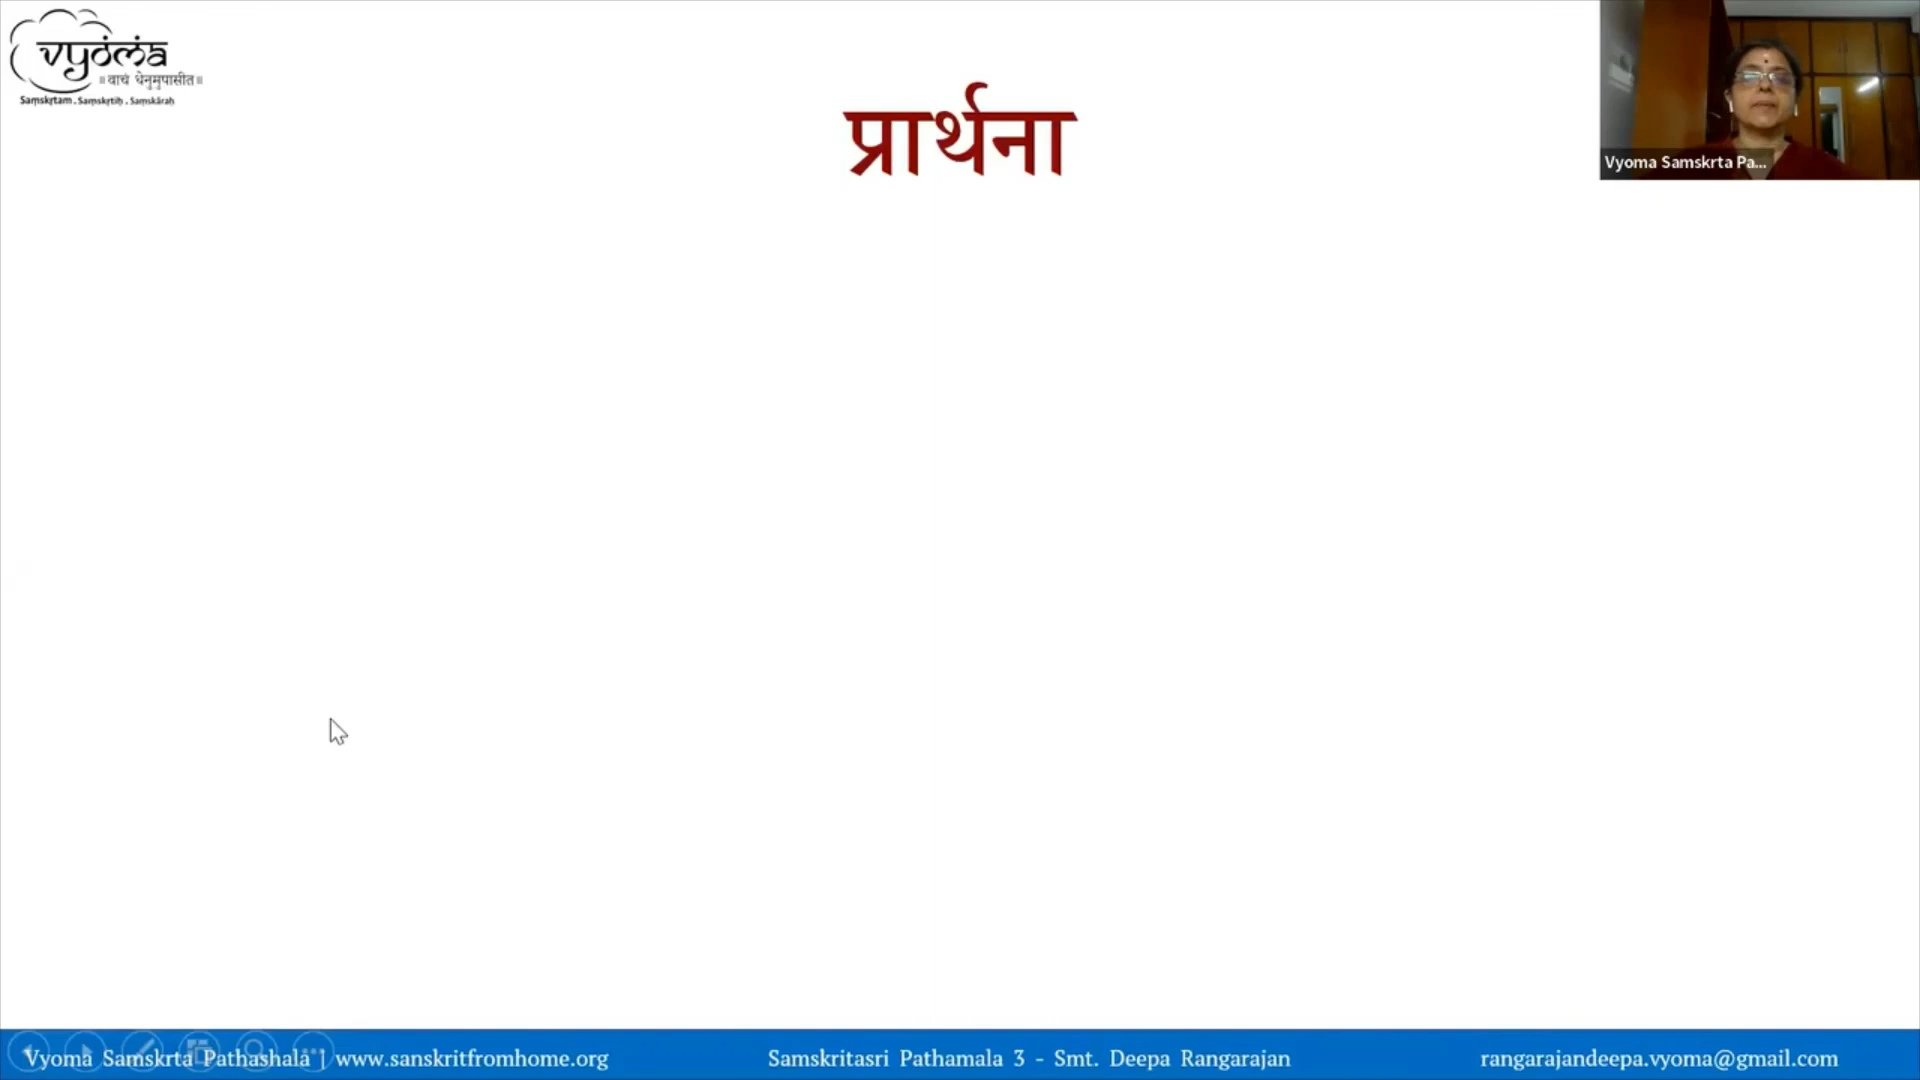 vyoma
॥वाचं धेनुमुपासीत॥
Saṃskṛtam . Saṃskṛtiḥ . Saṃskāraḥ
प्रार्थना
Vyoma Samskrta Pa...
Vyoma Samskrta Pathashala | www.sanskritfromhome.org
Samskritasri Pathamala 3 - Smt. Deepa Rangarajan
rangarajandeepa.vyoma@gmail.com